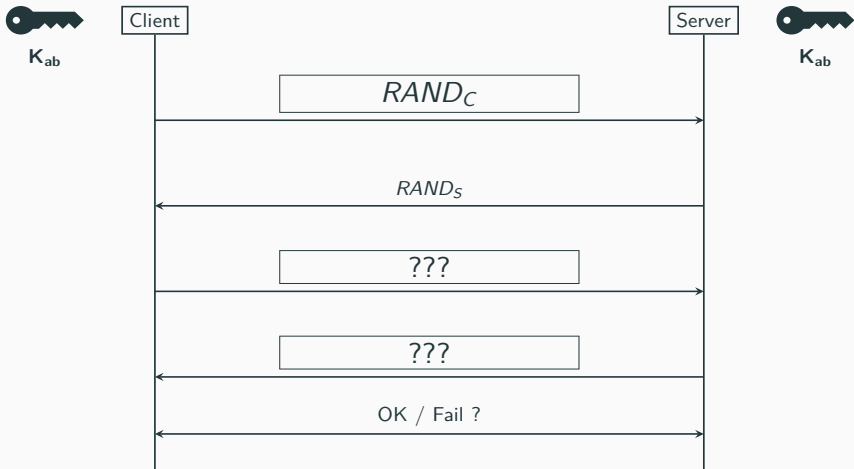 Client
Server
K_ab
K_ab
RAND_C
RAND_S
???
???
OK / Fail ?